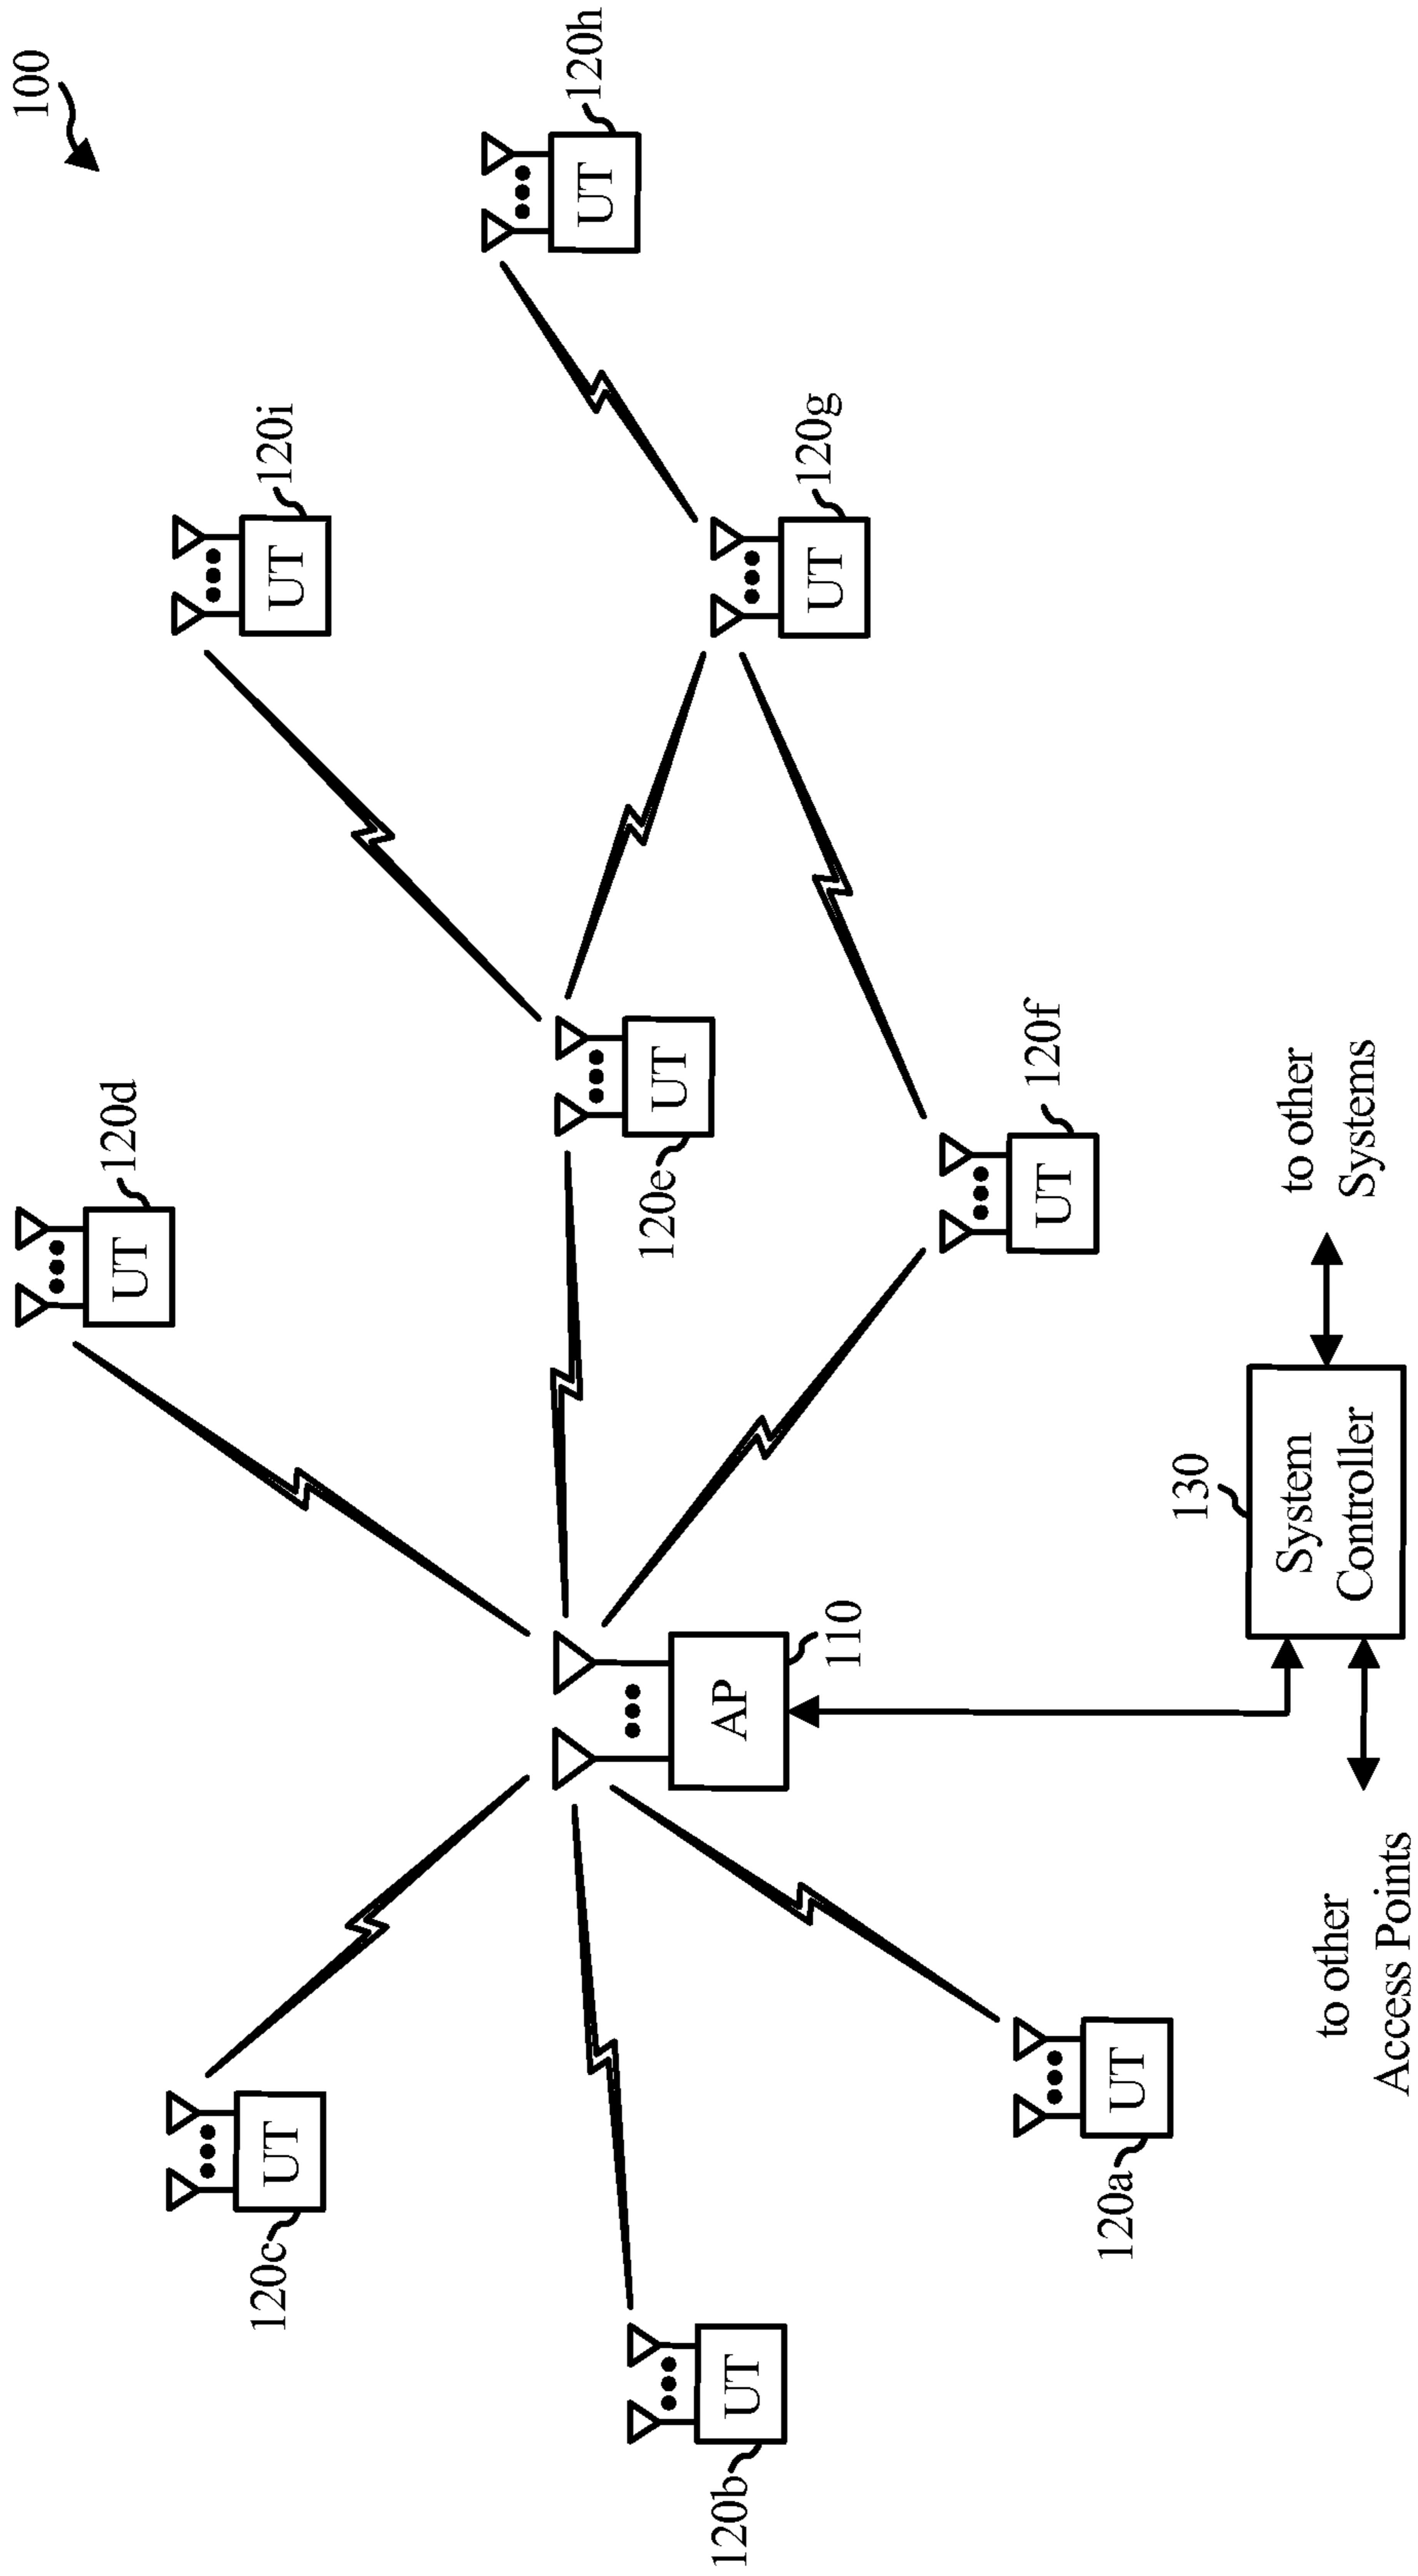 100
120d
UT
120i
UT
120h
UT
120c
UT
120e
UT
120g
UT
AP
110
120b
UT
120f
UT
120a
UT
130
System
Controller
to other
Systems
to other
Access Points